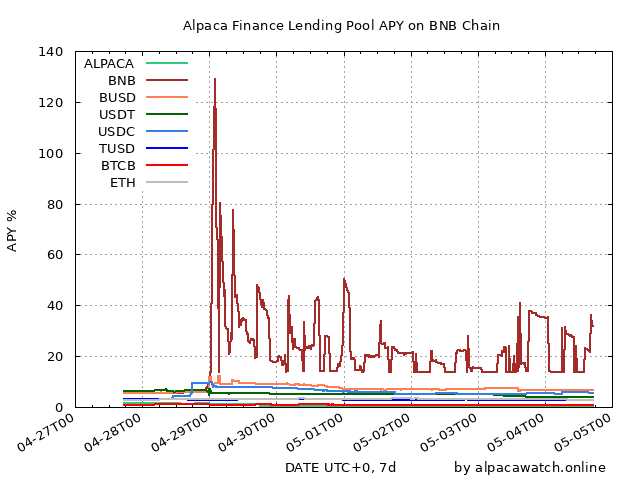 Alpaca Finance Lending Pool APY on BNB Chain
140
120
100
80
60
40
20
0
APY %
ALPACA
BNB
BUSD
USDT
USDC
TUSD
BTCB
ETH
04-27T00
04-28T00
04-29T00
04-30T00
05-01T00
05-02T00
05-03T00
05-04T00
05-05T00
DATE UTC+0, 7d
by alpacawatch.online